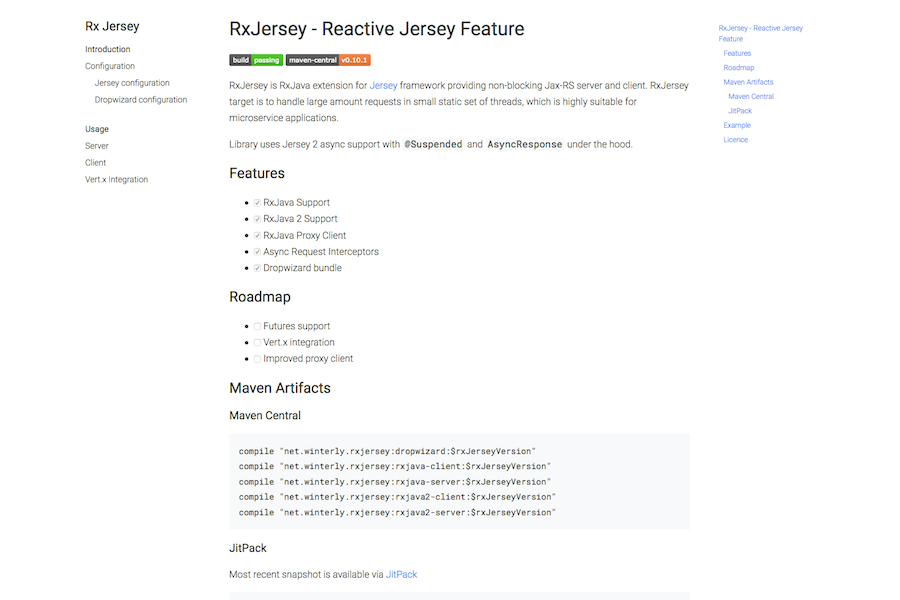 Rx Jersey
Introduction
Configuration
Jersey configuration
Dropwizard configuration
Usage
Server
Client
Vert.x Integration
RxJersey - Reactive Jersey Feature
build passing maven-central v0.10.1
RxJersey is RxJava extension for Jersey framework providing non-blocking Jax-RS server and client. RxJersey
target is to handle large amount requests in small static set of threads, which is highly suitable for
microservice applications.
Library uses Jersey 2 async support with @Suspended and AsyncResponse under the hood.
Features
RxJava Support
RxJava 2 Support
RxJava Proxy Client
Async Request Interceptors
Dropwizard bundle
Roadmap
Futures support
Vert.x integration
Improved proxy client
Maven Artifacts
Maven Central
compile "net.winterly.rxjersey:dropwizard:$rxJerseyVersion"
compile "net.winterly.rxjersey:rxjava-client:$rxJerseyVersion"
compile "net.winterly.rxjersey:rxjava-server:$rxJerseyVersion"
compile "net.winterly.rxjersey:rxjava2-client:$rxJerseyVersion"
compile "net.winterly.rxjersey:rxjava2-server:$rxJerseyVersion"
JitPack
Most recent snapshot is available via JitPack
RxJersey - Reactive Jersey
Feature
Features
Roadmap
Maven Artifacts
Maven Central
JitPack
Example
Licence